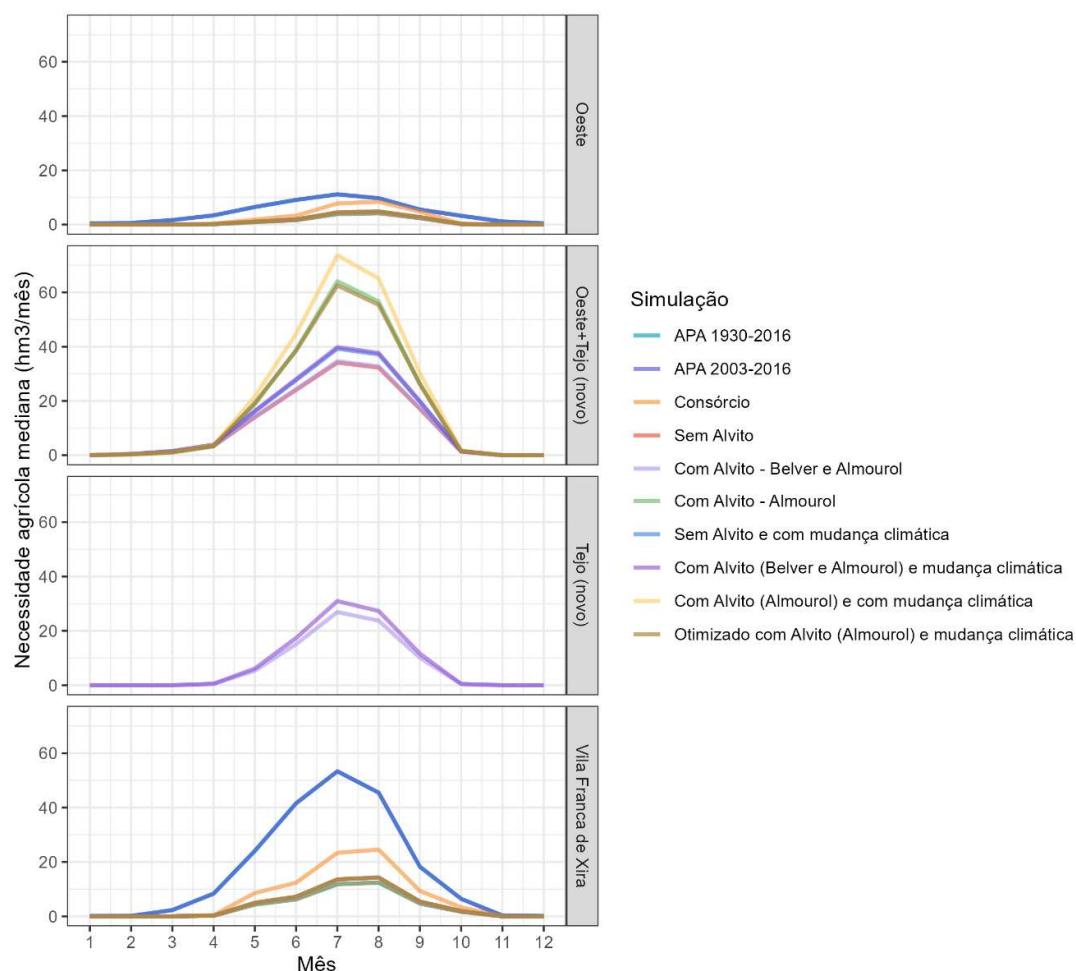 Necessidade agrícola mediana (hm3/mês)
60
40
20
0
Oeste
60
40
20
0
Oeste+Tejo (novo)
60
40
20
0
Tejo (novo)
60
40
20
0
Vila Franca de Xira
1 2 3 4 5 6 7 8 9 10 11 12
Mês
Simulação
APA 1930-2016
APA 2003-2016
Consórcio
Sem Alvito
Com Alvito - Belver e Almourol
Com Alvito - Almourol
Sem Alvito e com mudança climática
Com Alvito (Belver e Almourol) e mudança climática
Com Alvito (Almourol) e com mudança climática
Otimizado com Alvito (Almourol) e mudança climática